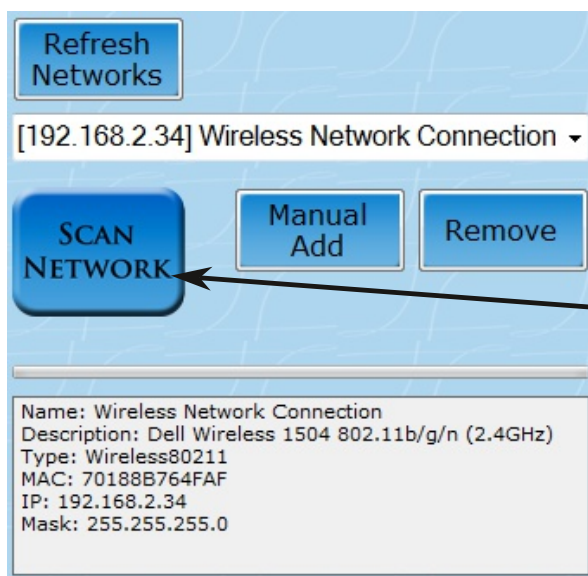 Refresh
Networks
[192.168.2.34] Wireless Network Connection
SCAN
NETWORK
Manual
Add
Remove
Name: Wireless Network Connection
Description: Dell Wireless 1504 802.11b/g/n (2.4GHz)
Type: Wireless80211
MAC: 70188B764FAF
IP: 192.168.2.34
Mask: 255.255.255.0